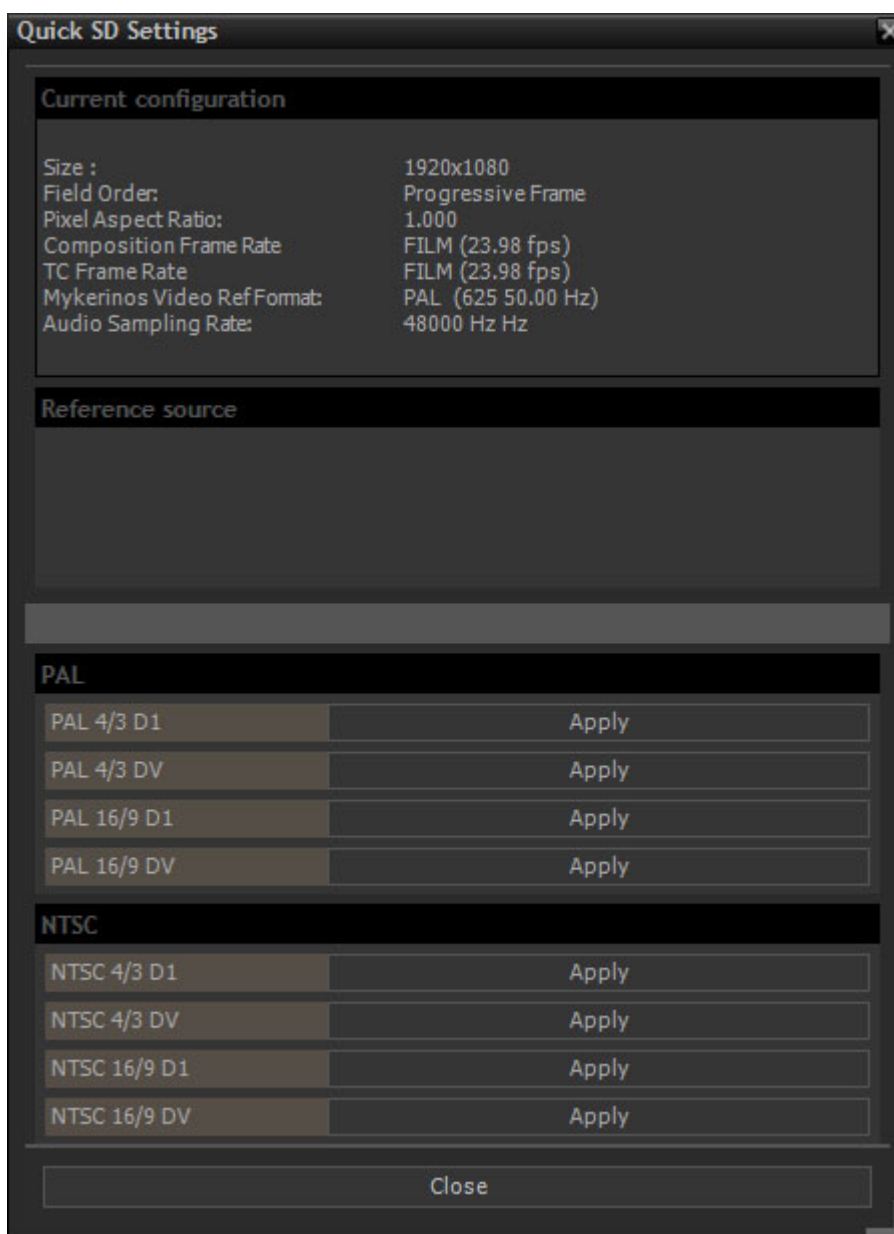 Quick SD Settings
Current configuration
Size : 1920x1080
Field Order: Progressive Frame
Pixel Aspect Ratio: 1.000
Composition Frame Rate FILM (23.98 fps)
TC Frame Rate FILM (23.98 fps)
Mykerinos Video Ref Format: PAL (625 50.00 Hz)
Audio Sampling Rate: 48000 Hz Hz
Reference source
PAL
PAL 4/3 D1 Apply
PAL 4/3 DV Apply
PAL 16/9 D1 Apply
PAL 16/9 DV Apply
NTSC
NTSC 4/3 D1 Apply
NTSC 4/3 DV Apply
NTSC 16/9 D1 Apply
NTSC 16/9 DV Apply
Close